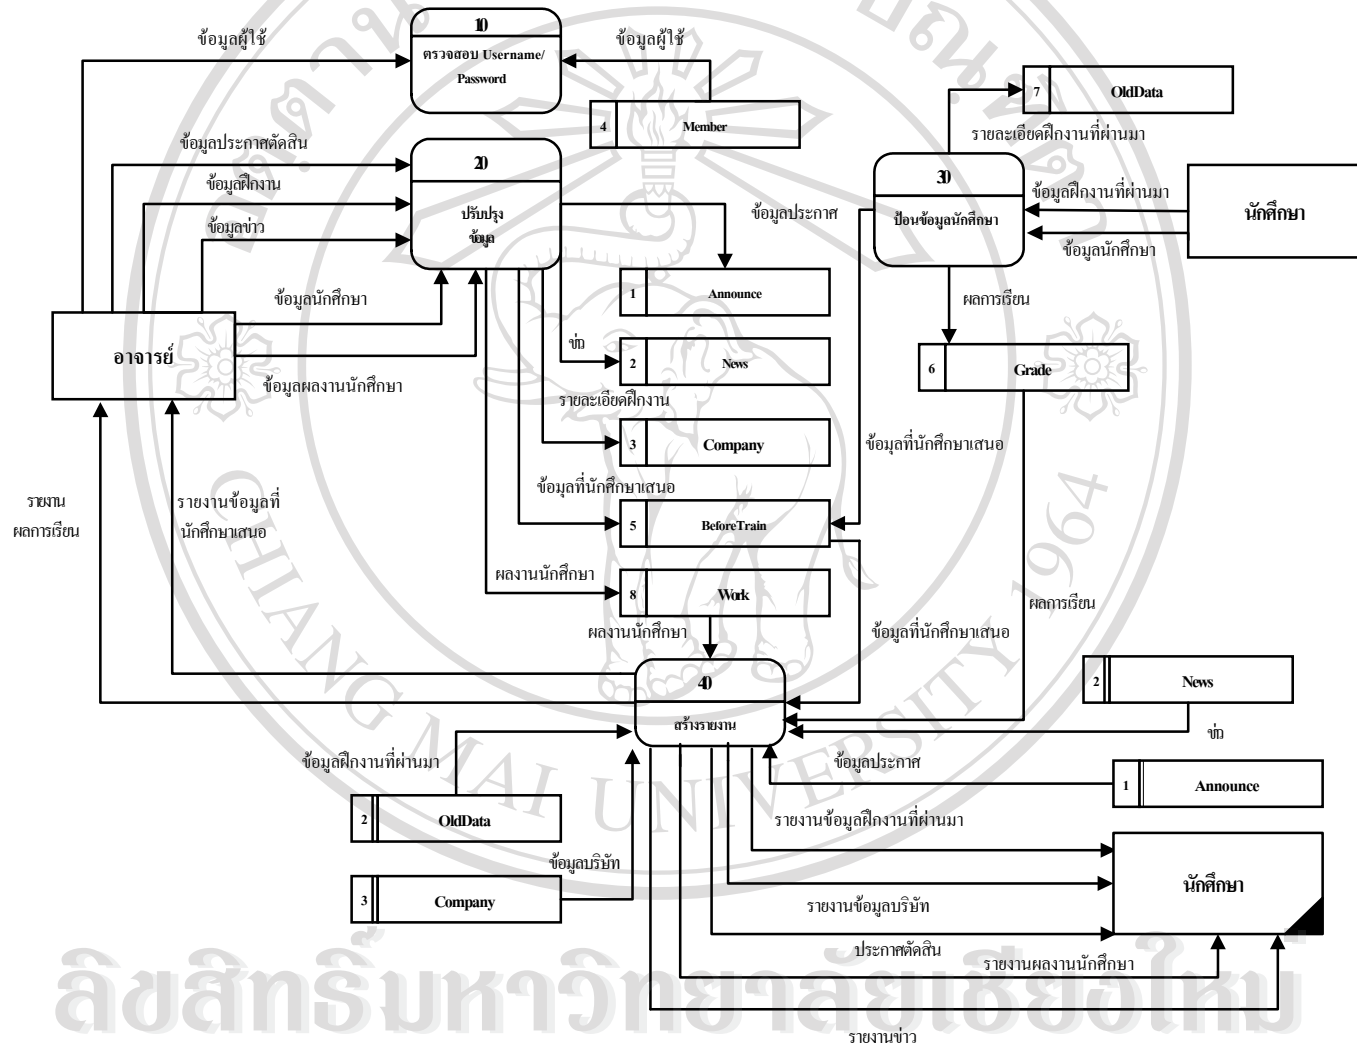 1.0
ข้อมูลผู้ใช้
ข้อมูลผู้ใช้
ตรวจสอบ Username/
Password
7
OldData
4
Member
รายละเอียดฝึกงานที่ผ่านมา
ข้อมูลประกาศตัดสิน
2.0
3.0
ข้อมูลฝึกงาน
ข้อมูลฝึกงานที่ผ่านมา
นักศึกษา
ปรับปรุง
ข้อมูล
ข้อมูลประกาศ
ป้อนข้อมูลนักศึกษา
ข้อมูลข่าว
ข้อมูลนักศึกษา
ข้อมูลนักศึกษา
1
Announce
ผลการเรียน
อาจารย์
ข่าว
2
News
6
Grade
ข้อมูลผลงานนักศึกษา
รายละเอียดฝึกงาน
3
Company
ข้อมุลที่นักศึกษาเสนอ
ข้อมุลที่นักศึกษาเสนอ
รายงาน
ผลการเรียน
รายงานข้อมูลที่
นักศึกษาเสนอ
5
BeforeTrain
ผลงานนักศึกษา
8
Work
ผลการเรียน
ผลงานนักศึกษา
ข้อมูลที่นักศึกษาเสนอ
4.0
2
News
สร้างรายงาน
ข่าว
ข้อมูลฝึกงานที่ผ่านมา
ข้อมูลประกาศ
1
Announce
2
OldData
รายงานข้อมูลฝึกงานที่ผ่านมา
ข้อมูลบริษัท
นักศึกษา
3
Company
รายงานข้อมูลบริษัท
ประกาศตัดสิน
รายงานผลงานนักศึกษา
รายงานข่าว
CHIANG MAI UNIVERSITY 1964
ลิขสิทธิ์มหาวิทยาลัยเชียงใหม่